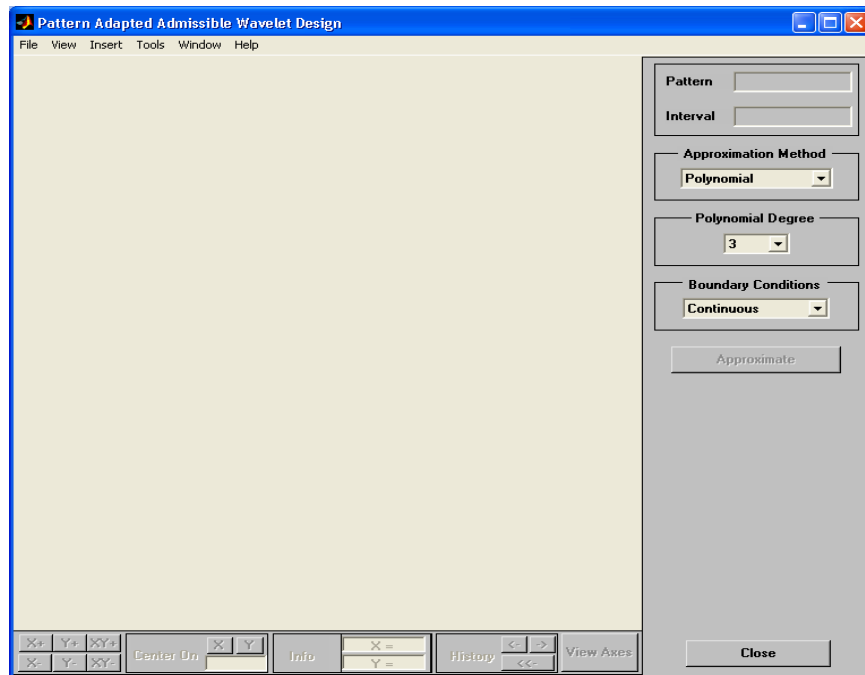 Pattern Adapted Admissible Wavelet Design
File View Insert Tools Window Help
Pattern
Interval
Approximation Method
Polynomial
Polynomial Degree
3
Boundary Conditions
Continuous
Approximate
X+ Y+ XY+
X- Y- XY-
Center On
X Y
Info
X =
Y =
History
<- ->
<<-
View Axes
Close